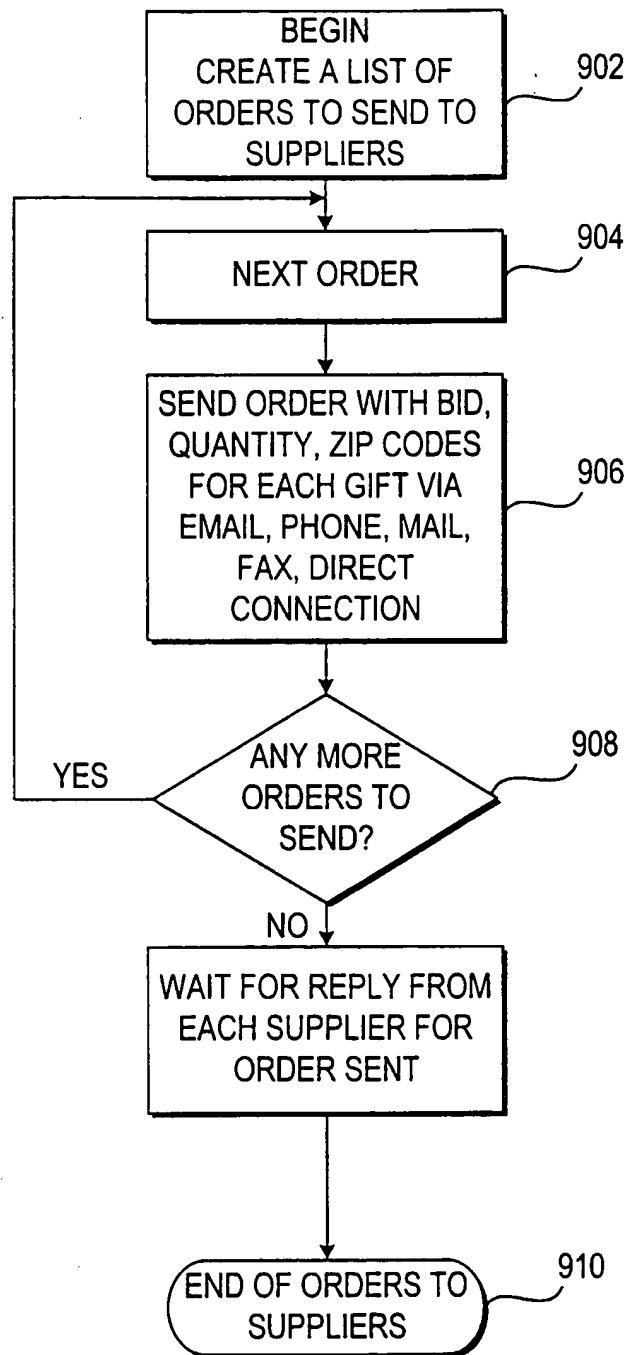 BEGIN
CREATE A LIST OF
ORDERS TO SEND TO
SUPPLIERS
902
NEXT ORDER
904
SEND ORDER WITH BID,
QUANTITY, ZIP CODES
FOR EACH GIFT VIA
EMAIL, PHONE, MAIL,
FAX, DIRECT
CONNECTION
906
ANY MORE
ORDERS TO
SEND?
908
YES
NO
WAIT FOR REPLY FROM
EACH SUPPLIER FOR
ORDER SENT
END OF ORDERS TO
SUPPLIERS
910